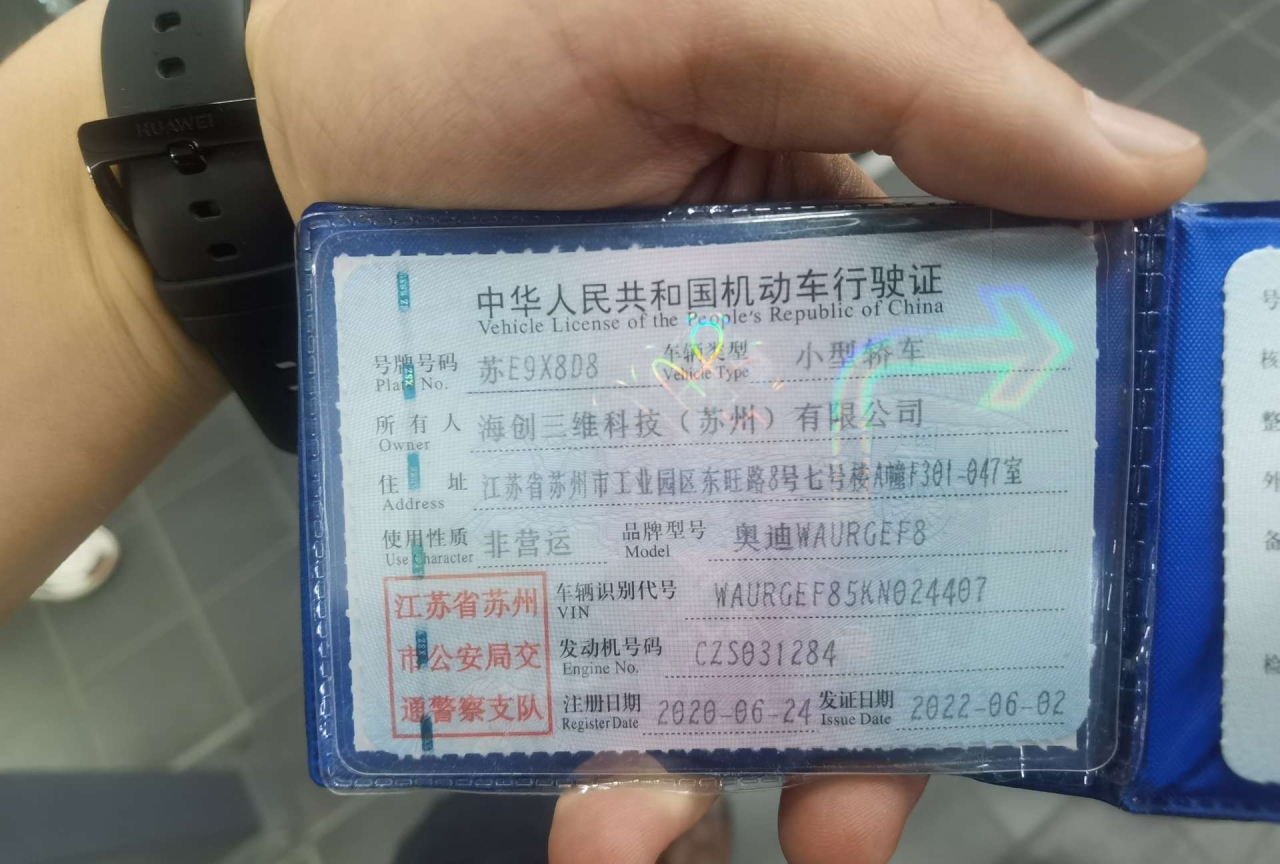 HUAWEI
中华人民共和国机动车行驶证
Vehicle License of the People's Republic of China
号牌号码 苏E9X8D8 车辆类型 小型轿车
Plate No. Vehicle Type
所有人 海创三维科技（苏州）有限公司
Owner
住址 江苏省苏州市工业园区东旺路8号七号楼A幢F301-047室
Address
使用性质 非营运 品牌型号 奥迪WAURGEF8
Use Character Model
江苏省苏州 车辆识别代号 WAURGEF85KN024407
VIN
市公安局交 发动机号码 CZS031284
Engine No.
通警察支队 注册日期 2020-06-24 发证日期 2022-06-02
Register Date Issue Date
号
核
整
外
备
检